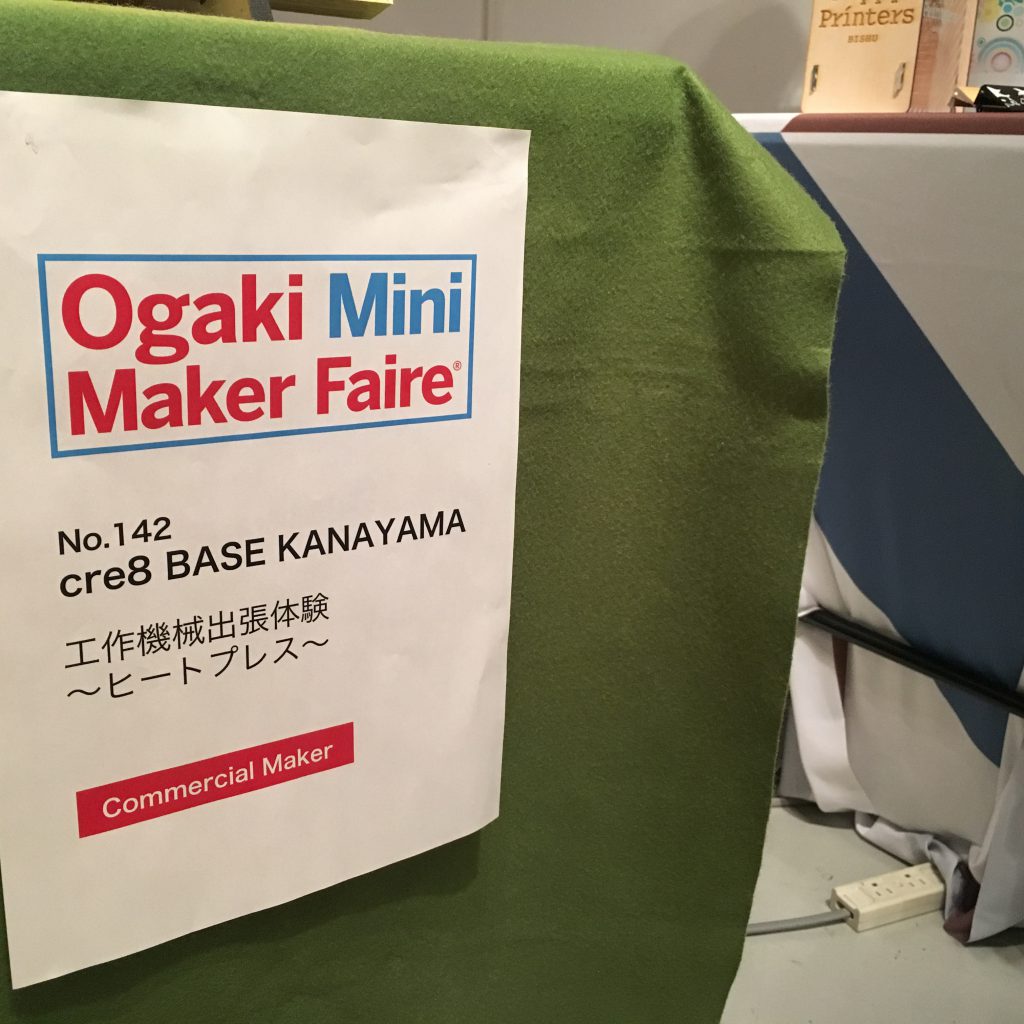 Ogaki Mini
Maker Faire®
No.142
cre8 BASE KANAYAMA
工作機械出張体験
～ヒートプレス～
Commercial Maker
Printers
BISHU